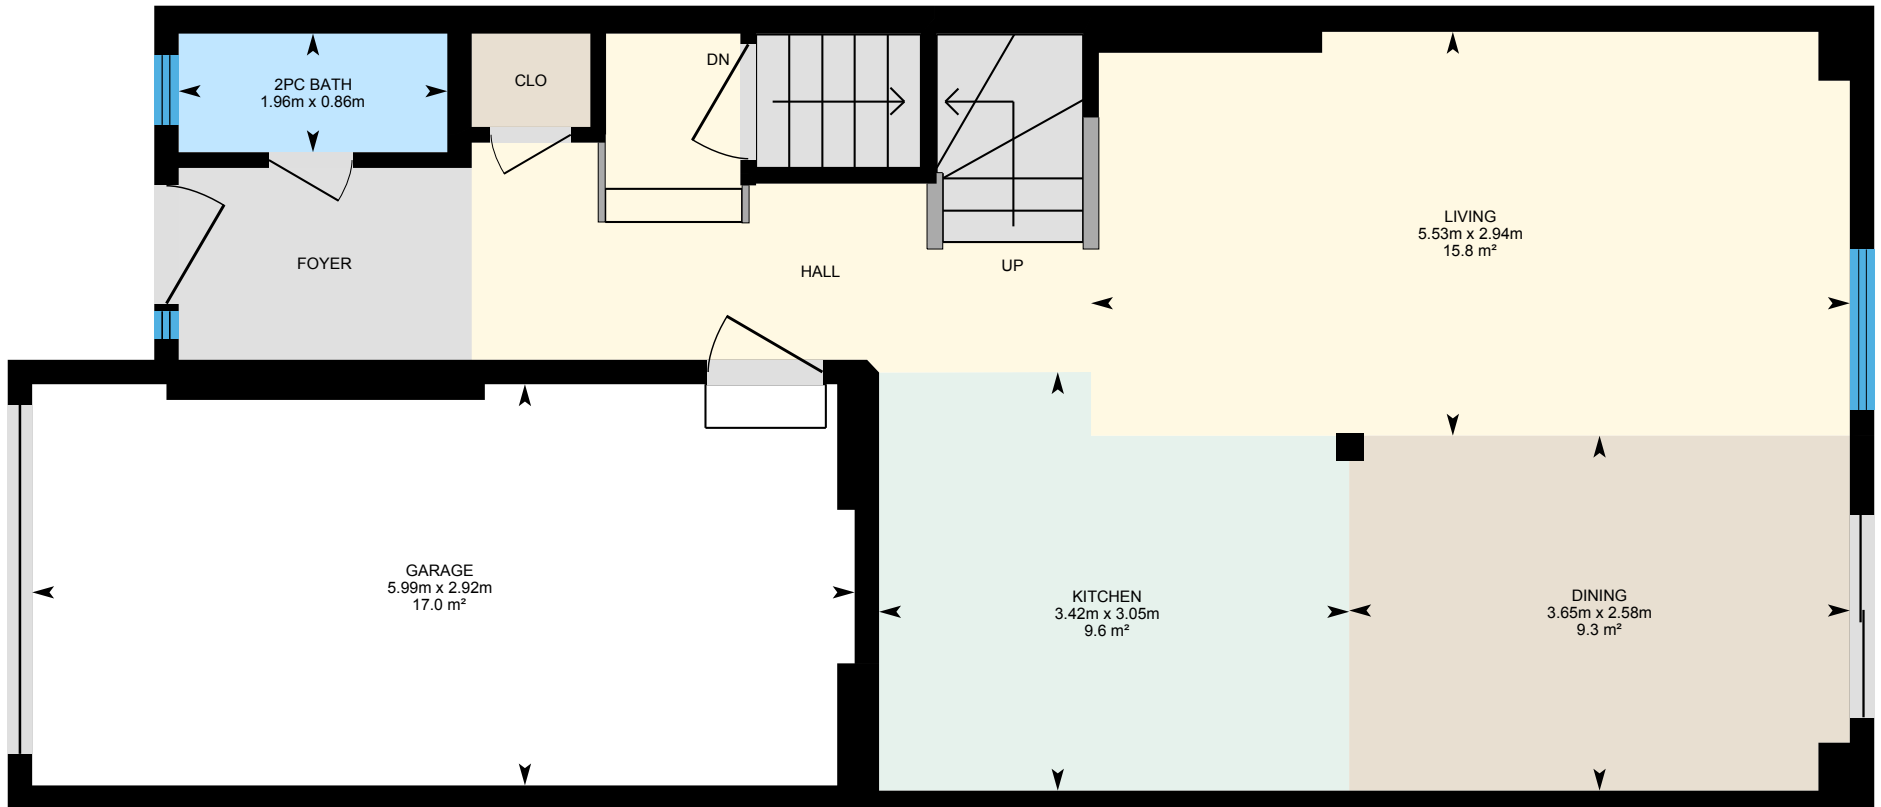 2PC BATH
1.96m x 0.86m
CLO
DN
FOYER
HALL
UP
LIVING
5.53m x 2.94m
15.8 m²
GARAGE
5.99m x 2.92m
17.0 m²
KITCHEN
3.42m x 3.05m
9.6 m²
DINING
3.65m x 2.58m
9.3 m²